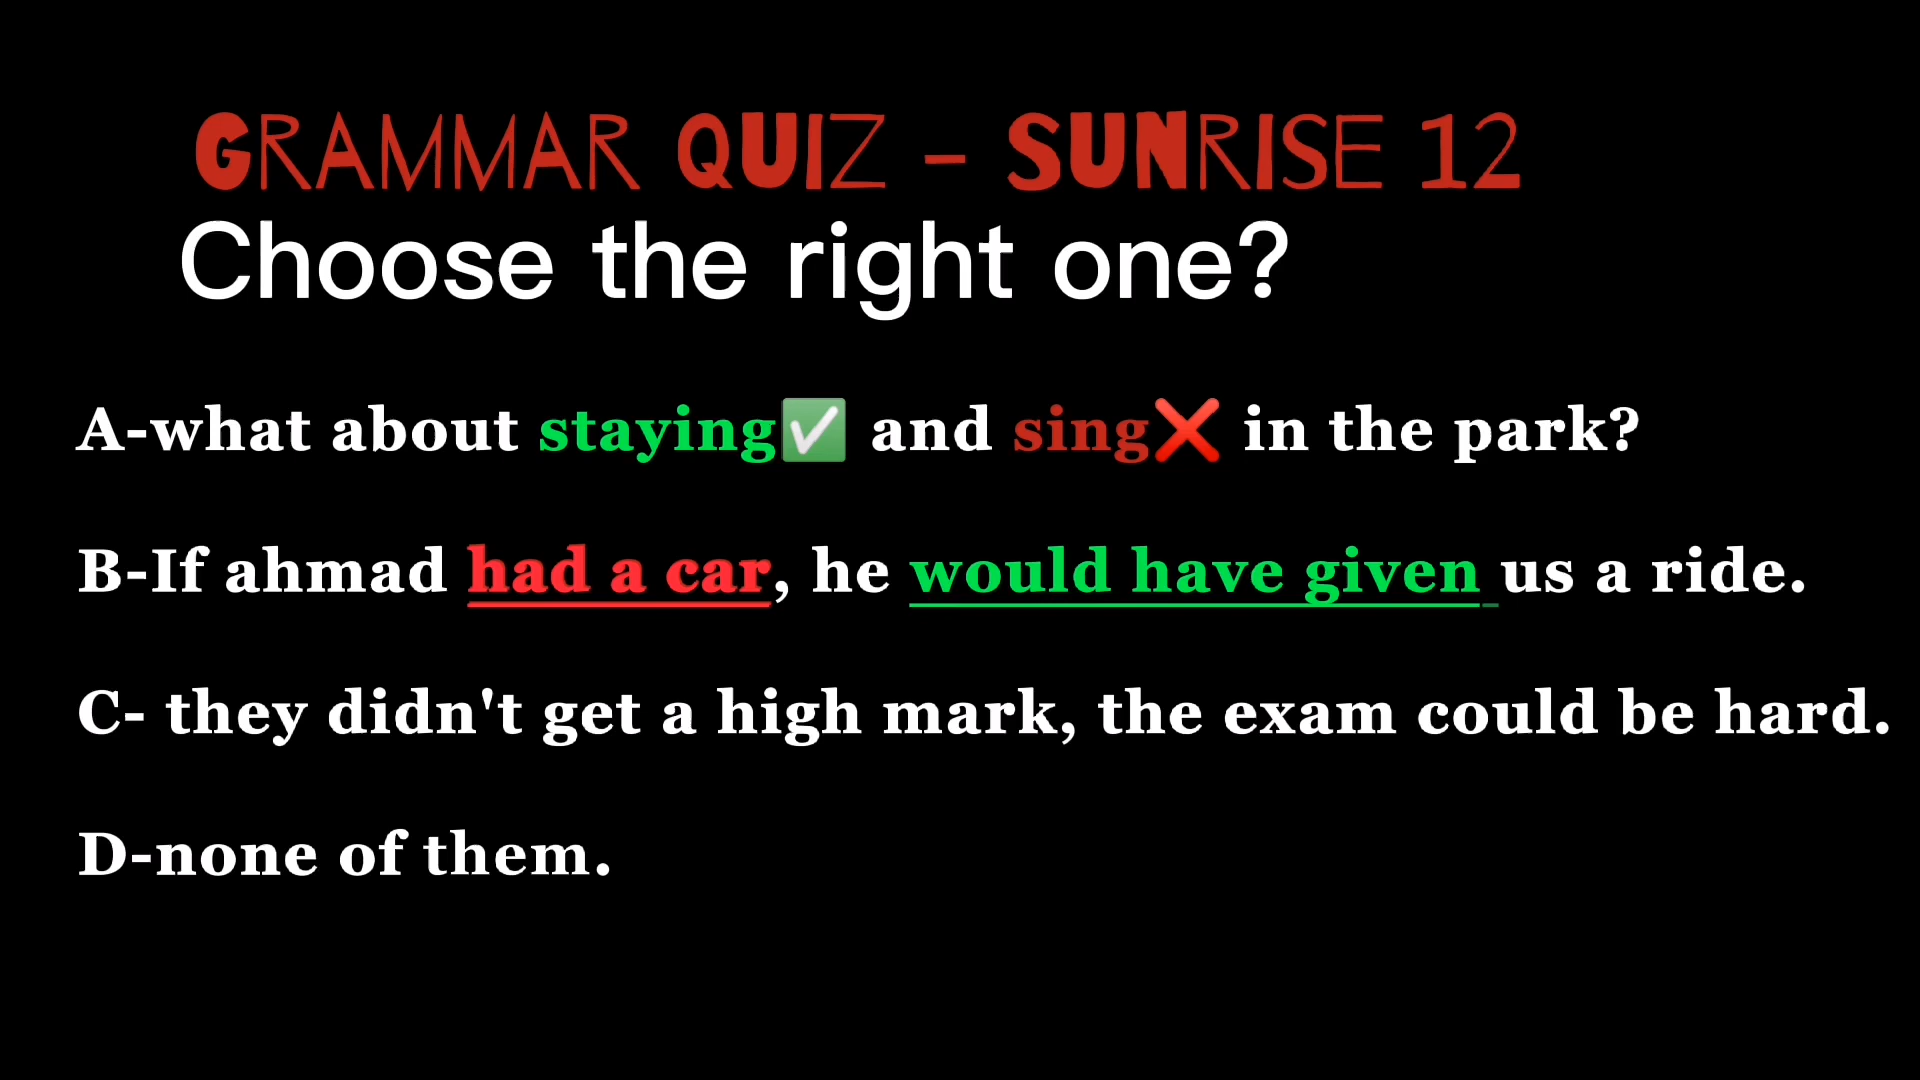 GRAMMAR QUIZ - SUNRISE 12
Choose the right one?
A-what about staying✅ and sing❌ in the park?
B-If ahmad had a car, he would have given us a ride.
C- they didn't get a high mark, the exam could be hard.
D-none of them.